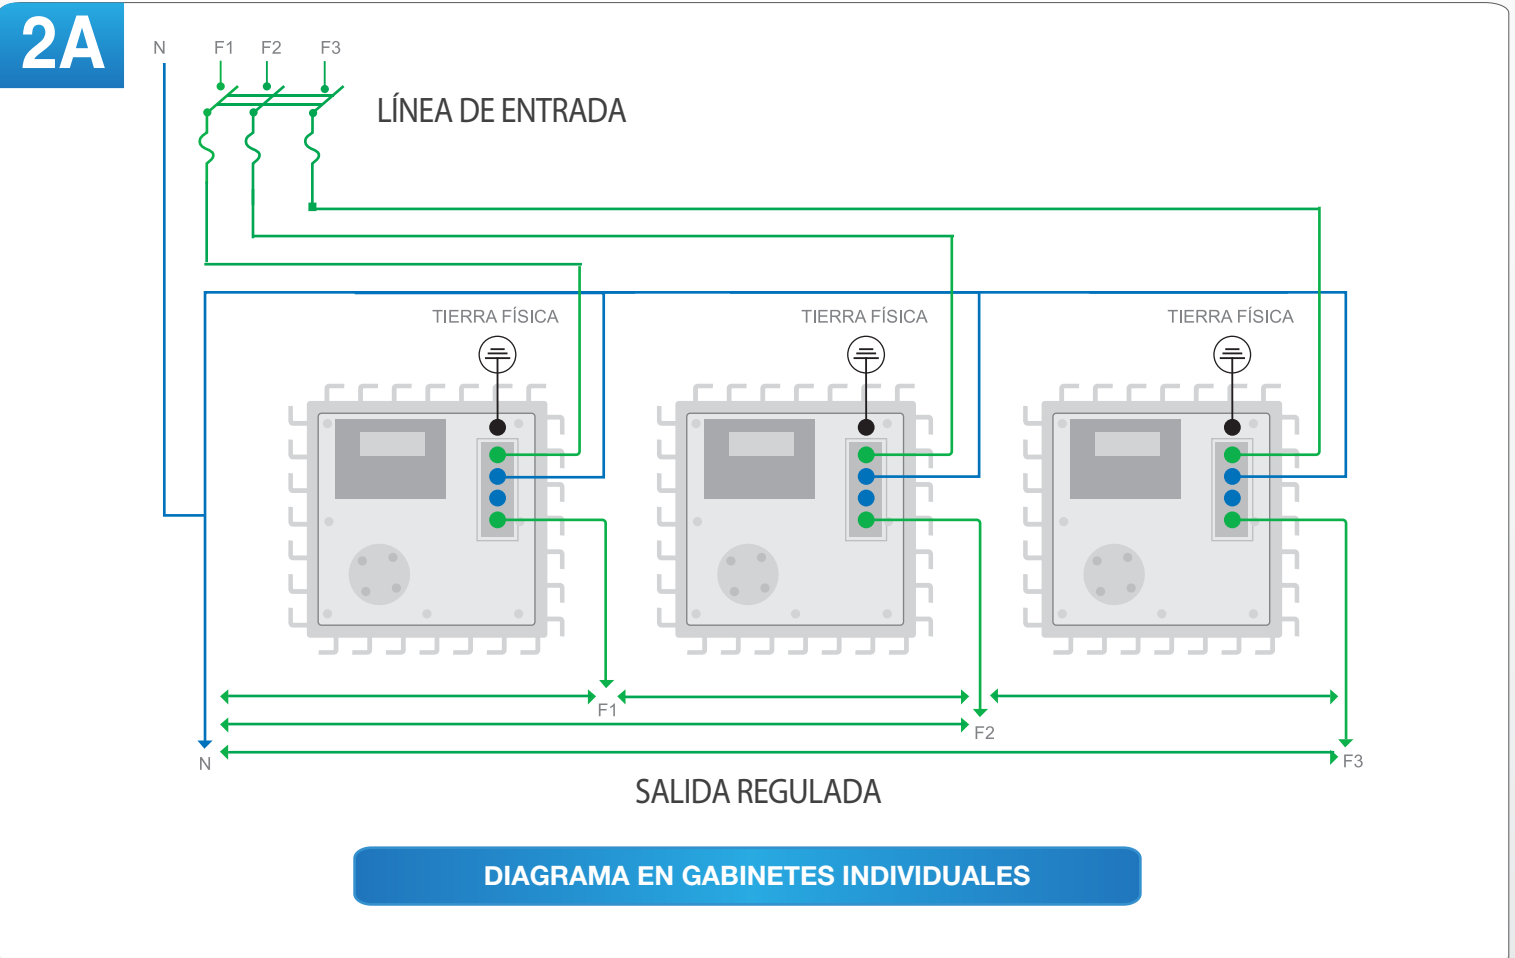 2A
N F1 F2 F3
LÍNEA DE ENTRADA
TIERRA FÍSICA TIERRA FÍSICA TIERRA FÍSICA
F1
F2
N
F3
SALIDA REGULADA
DIAGRAMA EN GABINETES INDIVIDUALES